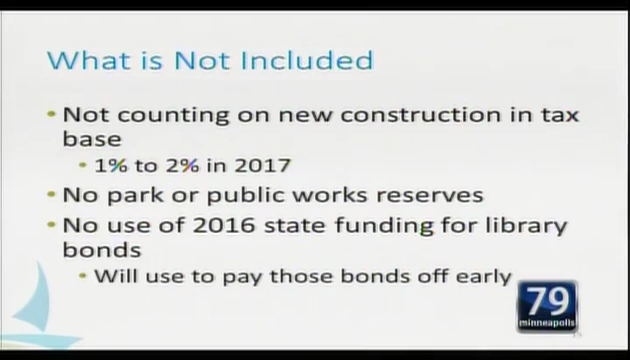 What is Not Included
• Not counting on new construction in tax
base
• 1% to 2% in 2017
• No park or public works reserves
• No use of 2016 state funding for library
bonds
• Will use to pay those bonds off early
79
minneapolis